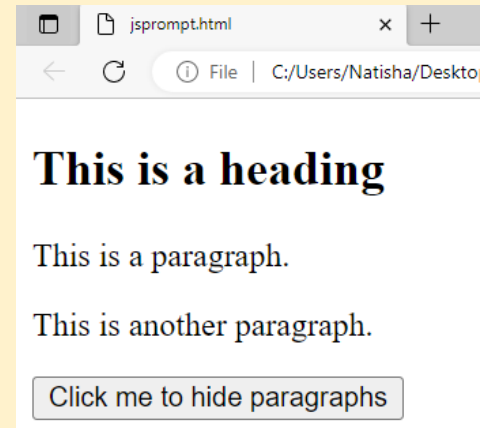 jsprompt.html
File | C:/Users/Natisha/Deskto
This is a heading
This is a paragraph.
This is another paragraph.
Click me to hide paragraphs